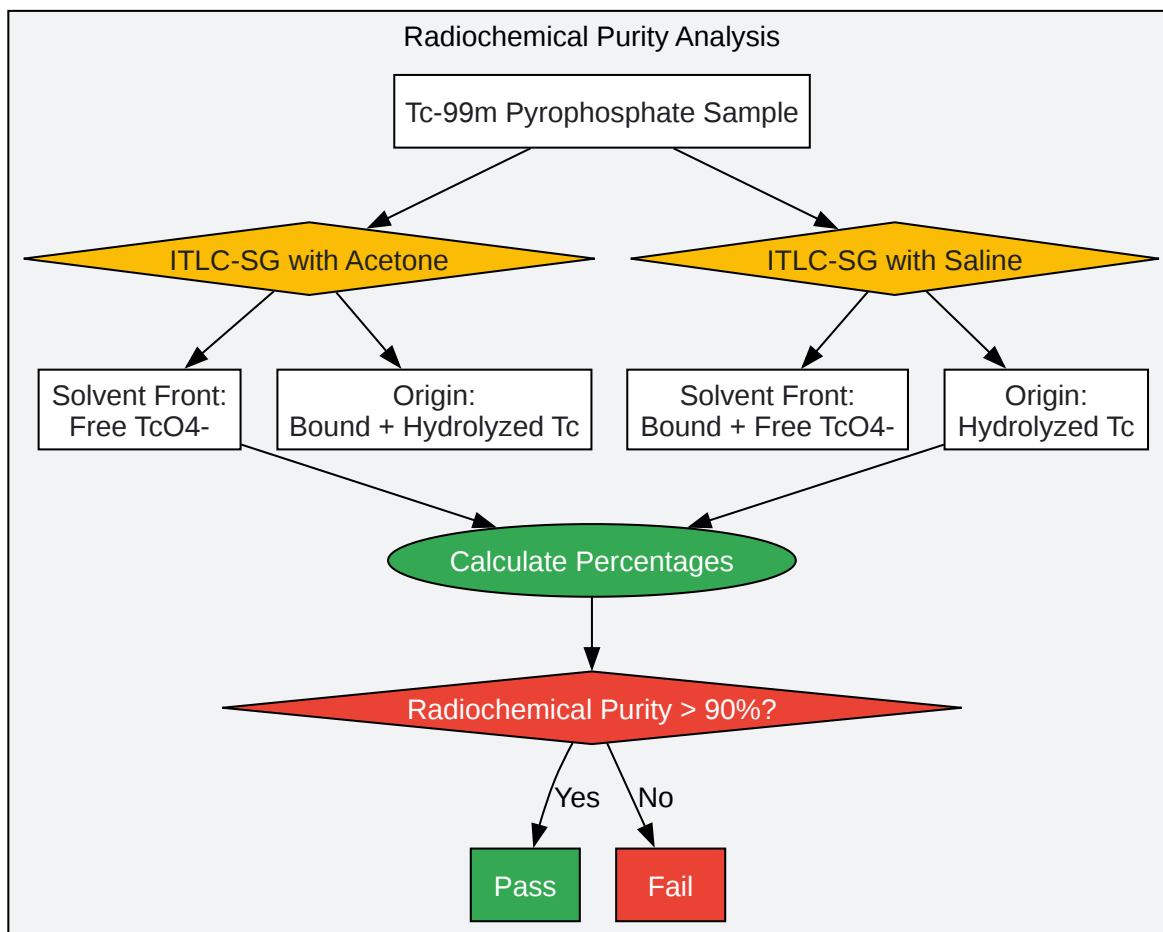 Radiochemical Purity Analysis
Tc-99m Pyrophosphate Sample
ITLC-SG with Acetone
ITLC-SG with Saline
Solvent Front:
Free TcO4-
Origin:
Bound + Hydrolyzed Tc
Solvent Front:
Bound + Free TcO4-
Origin:
Hydrolyzed Tc
Calculate Percentages
Radiochemical Purity > 90%?
Yes
No
Pass
Fail